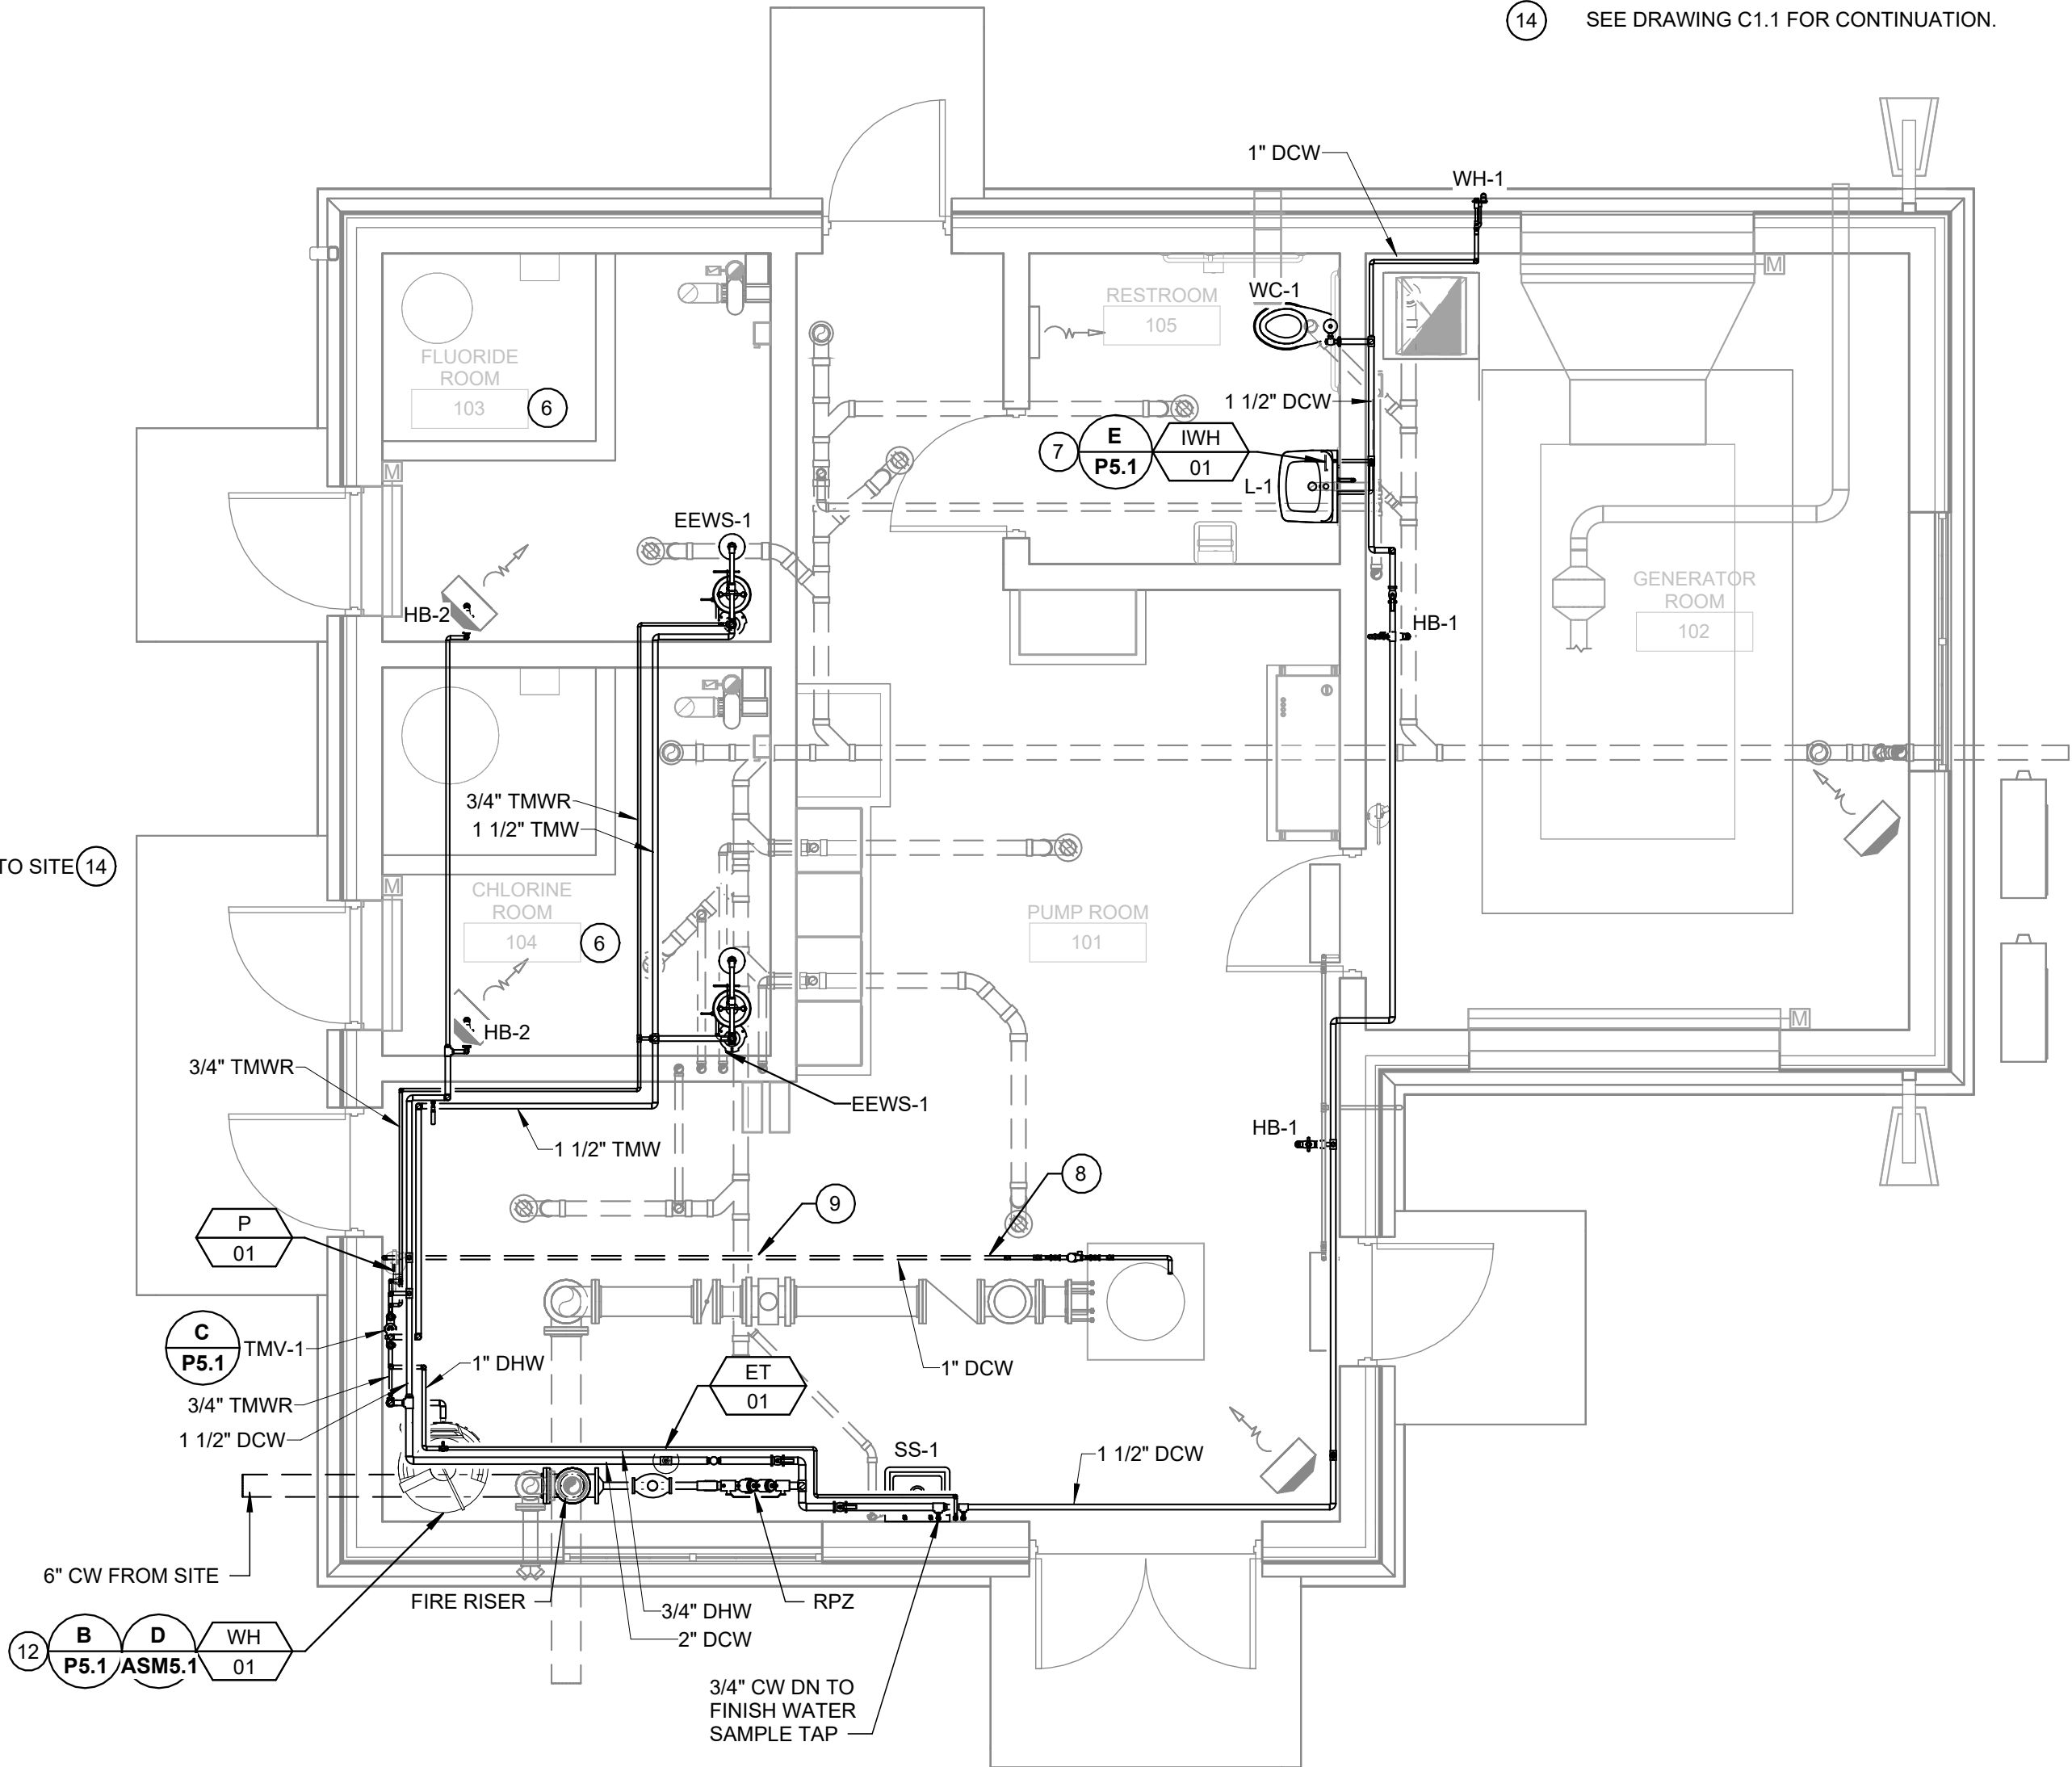 14 SEE DRAWING C1.1 FOR CONTINUATION.
1" DCW
WH-1
M
WC-1
RESTROOM
105
FLUORIDE
ROOM
103
6
1 1/2" DCW
7
E
P5.1
IWH
01
L-1
M
EEWS-1
HB-2
GENERATOR
ROOM
102
HB-1
3/4" TMWR
1 1/2" TMW
TO SITE 14
M
CHLORINE
ROOM
104
6
PUMP ROOM
101
M
HB-2
3/4" TMWR
EEWS-1
HB-1
1 1/2" TMW
8
9
P
01
C
P5.1
TMV-1
1" DHW
1" DCW
ET
01
3/4" TMWR
1 1/2" DCW
SS-1
1 1/2" DCW
6" CW FROM SITE
FIRE RISER
RPZ
3/4" DHW
2" DCW
12
B
P5.1
D
ASM5.1
WH
01
3/4" CW DN TO
FINISH WATER
SAMPLE TAP